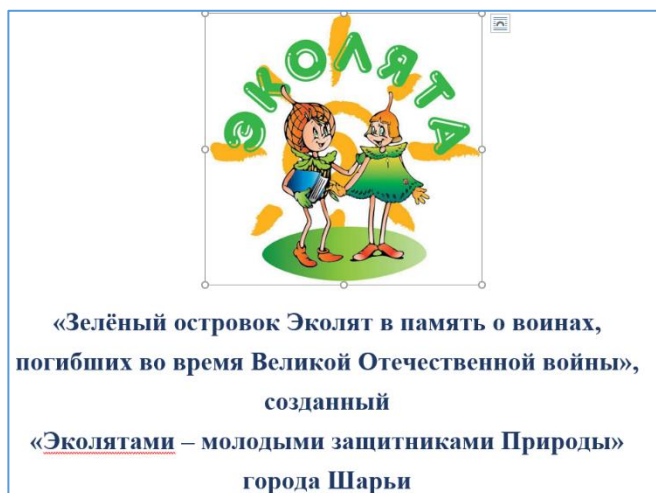 ЭКОЛЯТА
«Зелёный островок Эколят в память о воинах,
погибших во время Великой Отечественной войны»,
созданный
«Эколятами – молодыми защитниками Природы»
города Шарьи